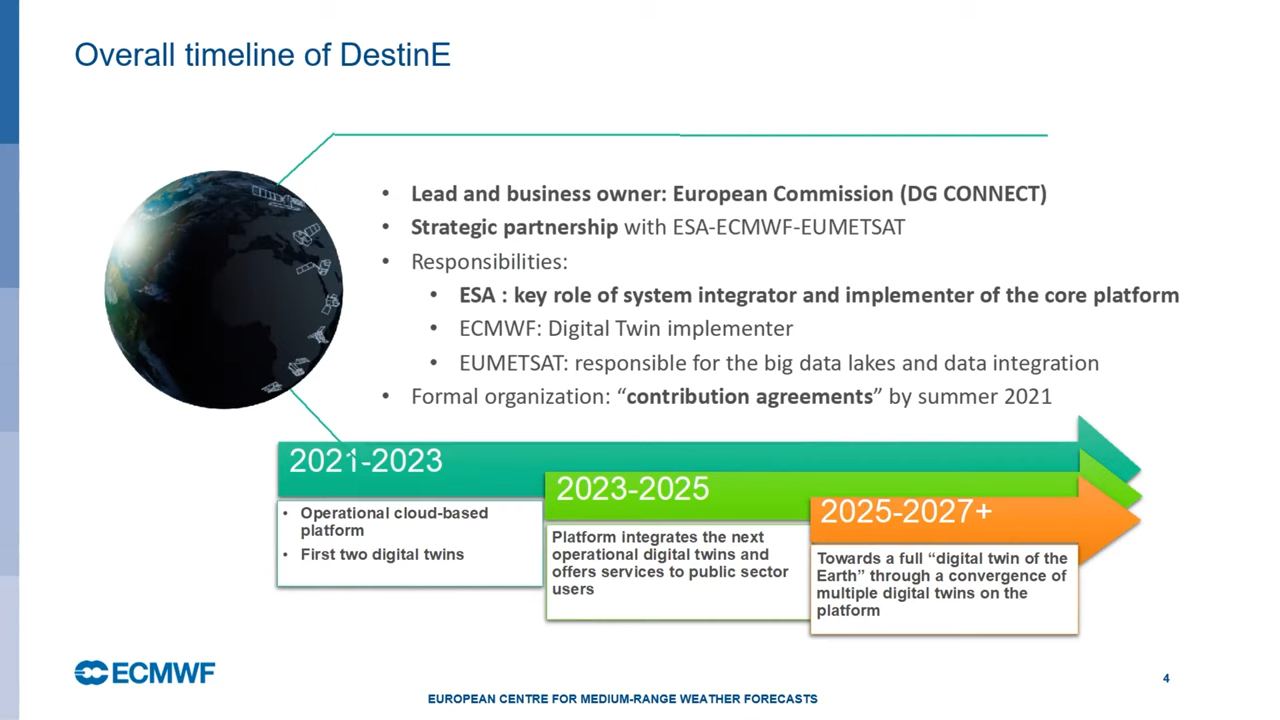 Overall timeline of DestinE
• Lead and business owner: European Commission (DG CONNECT)
• Strategic partnership with ESA-ECMWF-EUMETSAT
• Responsibilities:
• ESA : key role of system integrator and implementer of the core platform
• ECMWF: Digital Twin implementer
• EUMETSAT: responsible for the big data lakes and data integration
• Formal organization: “contribution agreements” by summer 2021
2021-2023
• Operational cloud-based
platform
• First two digital twins
2023-2025
Platform integrates the next
operational digital twins and
offers services to public sector
users
2025-2027+
Towards a full “digital twin of the
Earth” through a convergence of
multiple digital twins on the
platform
ECMWF
EUROPEAN CENTRE FOR MEDIUM-RANGE WEATHER FORECASTS
4